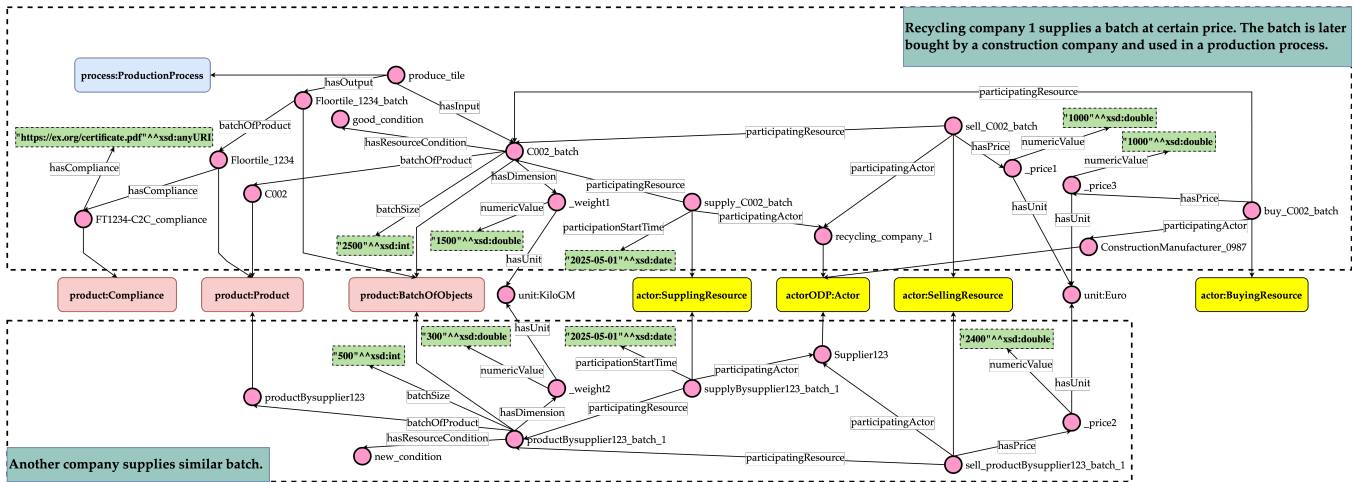 Recycling company 1 supplies a batch at certain price. The batch is later
bought by a construction company and used in a production process.
process:ProductionProcess
produce_tile
hasOutput
Floortile_1234_batch
hasInput
participatingResource
good_condition
"https://ex.org/certificate.pdf"^^xsd:anyURI
batchOfProduct
hasResourceCondition
participatingResource
sell_C002_batch
"1000"^^xsd:double
numericValue
"1000"^^xsd:double
hasPrice
C002_batch
hasCompliance
Floortile_1234
batchOfProduct
hasDimension
participatingActor
_price1
numericValue
hasCompliance
C002
participatingResource
_price3
hasPrice
FT1234-C2C_compliance
batchSize
_weight1
numericValue
supply_C002_batch
participatingActor
hasUnit
hasUnit
buy_C002_batch
participatingActor
participationStartTime
"2500"^^xsd:int
"1500"^^xsd:double
recycling_company_1
ConstructionManufacturer_0987
hasUnit
"2025-05-01"^^xsd:date
product:Compliance
product:Product
product:BatchOfObjects
unit:KiloGM
actor:SupplingResource
actorODP:Actor
actor:SellingResource
unit:Euro
actor:BuyingResource
"300"^^xsd:double
hasUnit
"2025-05-01"^^xsd:date
"2400"^^xsd:double
"500"^^xsd:int
participationStartTime
Supplier123
numericValue
participatingActor
numericValue
hasUnit
productBysupplier123
batchSize
_weight2
supplyBysupplier123_batch_1
hasDimension
participatingResource
batchOfProduct
participatingActor
_price2
hasResourceCondition
productBysupplier123_batch_1
hasPrice
new_condition
participatingResource
sell_productBysupplier123_batch_1
Another company supplies similar batch.